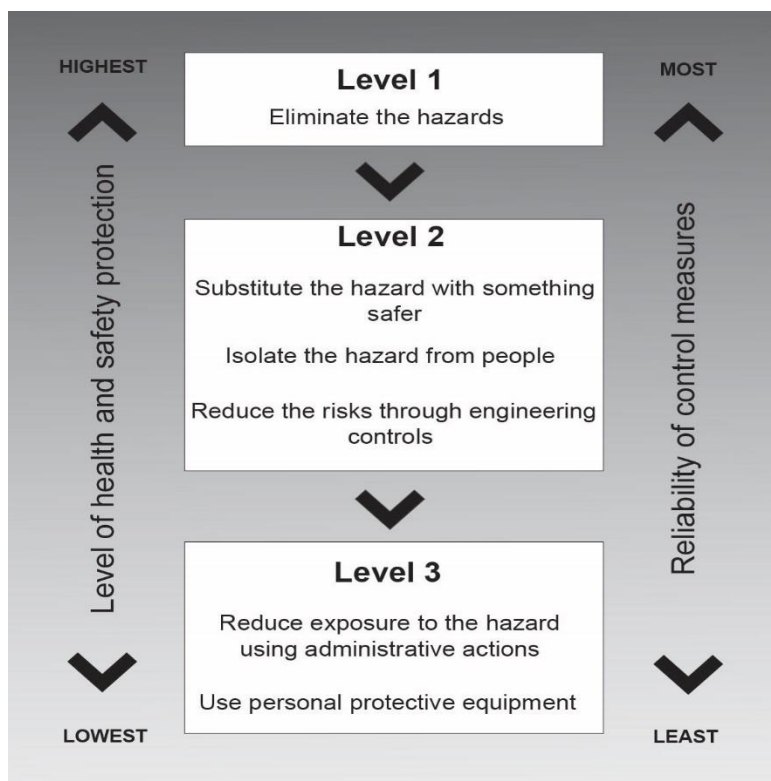 HIGHEST
MOST
Level 1
Eliminate the hazards
Level of health and safety protection
Reliability of control measures
Level 2
Substitute the hazard with something
safer
Isolate the hazard from people
Reduce the risks through engineering
controls
Level 3
Reduce exposure to the hazard
using administrative actions
Use personal protective equipment
LOWEST
LEAST